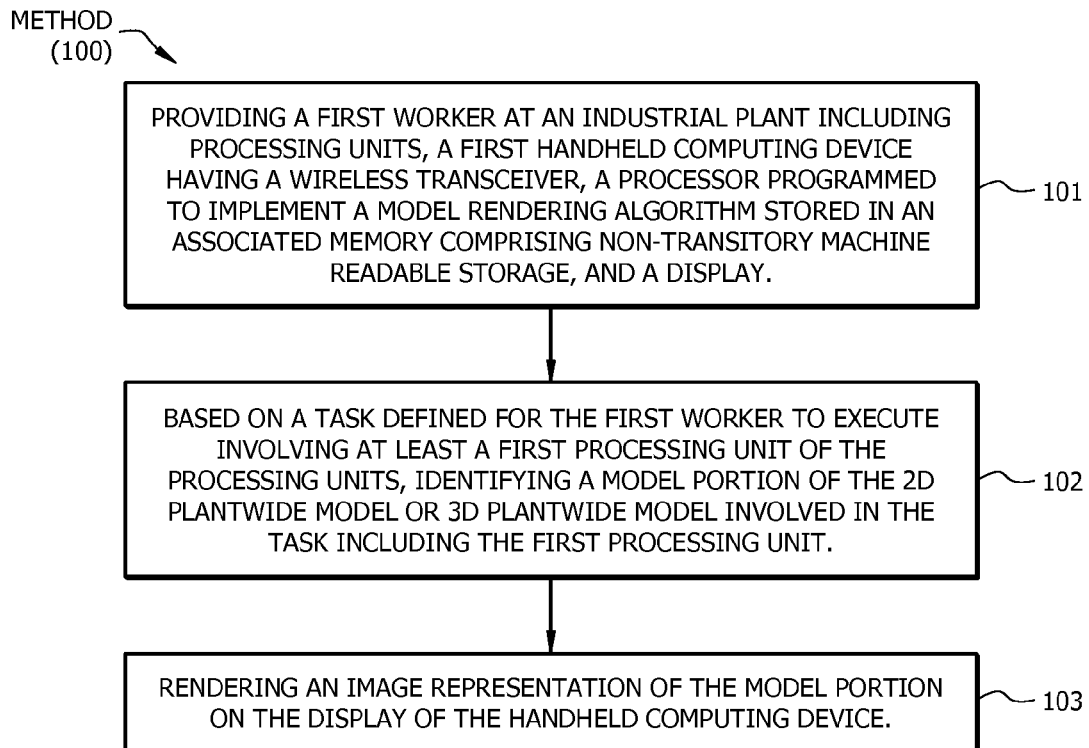 METHOD
(100)
PROVIDING A FIRST WORKER AT AN INDUSTRIAL PLANT INCLUDING
PROCESSING UNITS, A FIRST HANDHELD COMPUTING DEVICE
HAVING A WIRELESS TRANSCEIVER, A PROCESSOR PROGRAMMED
TO IMPLEMENT A MODEL RENDERING ALGORITHM STORED IN AN
ASSOCIATED MEMORY COMPRISING NON-TRANSITORY MACHINE
READABLE STORAGE, AND A DISPLAY.
101
BASED ON A TASK DEFINED FOR THE FIRST WORKER TO EXECUTE
INVOLVING AT LEAST A FIRST PROCESSING UNIT OF THE
PROCESSING UNITS, IDENTIFYING A MODEL PORTION OF THE 2D
PLANTWIDE MODEL OR 3D PLANTWIDE MODEL INVOLVED IN THE
TASK INCLUDING THE FIRST PROCESSING UNIT.
102
RENDERING AN IMAGE REPRESENTATION OF THE MODEL PORTION
ON THE DISPLAY OF THE HANDHELD COMPUTING DEVICE.
103